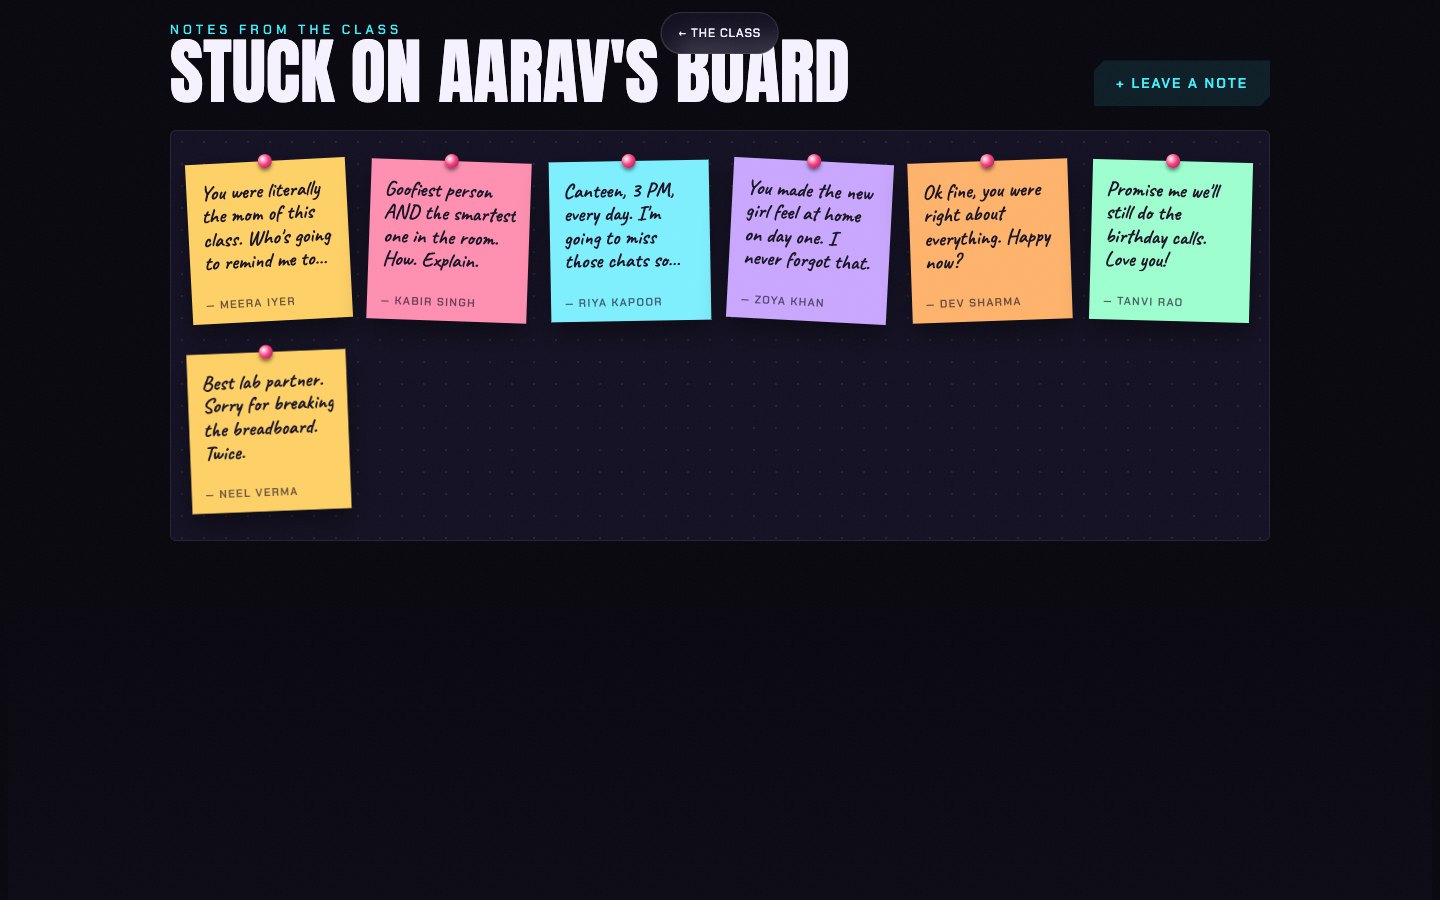 NOTES FROM THE CLASS
← THE CLASS
STUCK ON AARAV'S BOARD
+ LEAVE A NOTE
You were literally
the mom of this
class. Who's going
to remind me to...
— MEERA IYER
Goofiest person
AND the smartest
one in the room.
How. Explain.
— KABIR SINGH
Canteen, 3 PM,
every day. I'm
going to miss
those chats so...
— RIYA KAPOOR
You made the new
girl feel at home
on day one. I
never forgot that.
— ZOYA KHAN
Ok fine, you were
right about
everything. Happy
now?
— DEV SHARMA
Promise me we'll
still do the
birthday calls.
Love you!
— TANVI RAO
Best lab partner.
Sorry for breaking
the breadboard.
Twice.
— NEEL VERMA